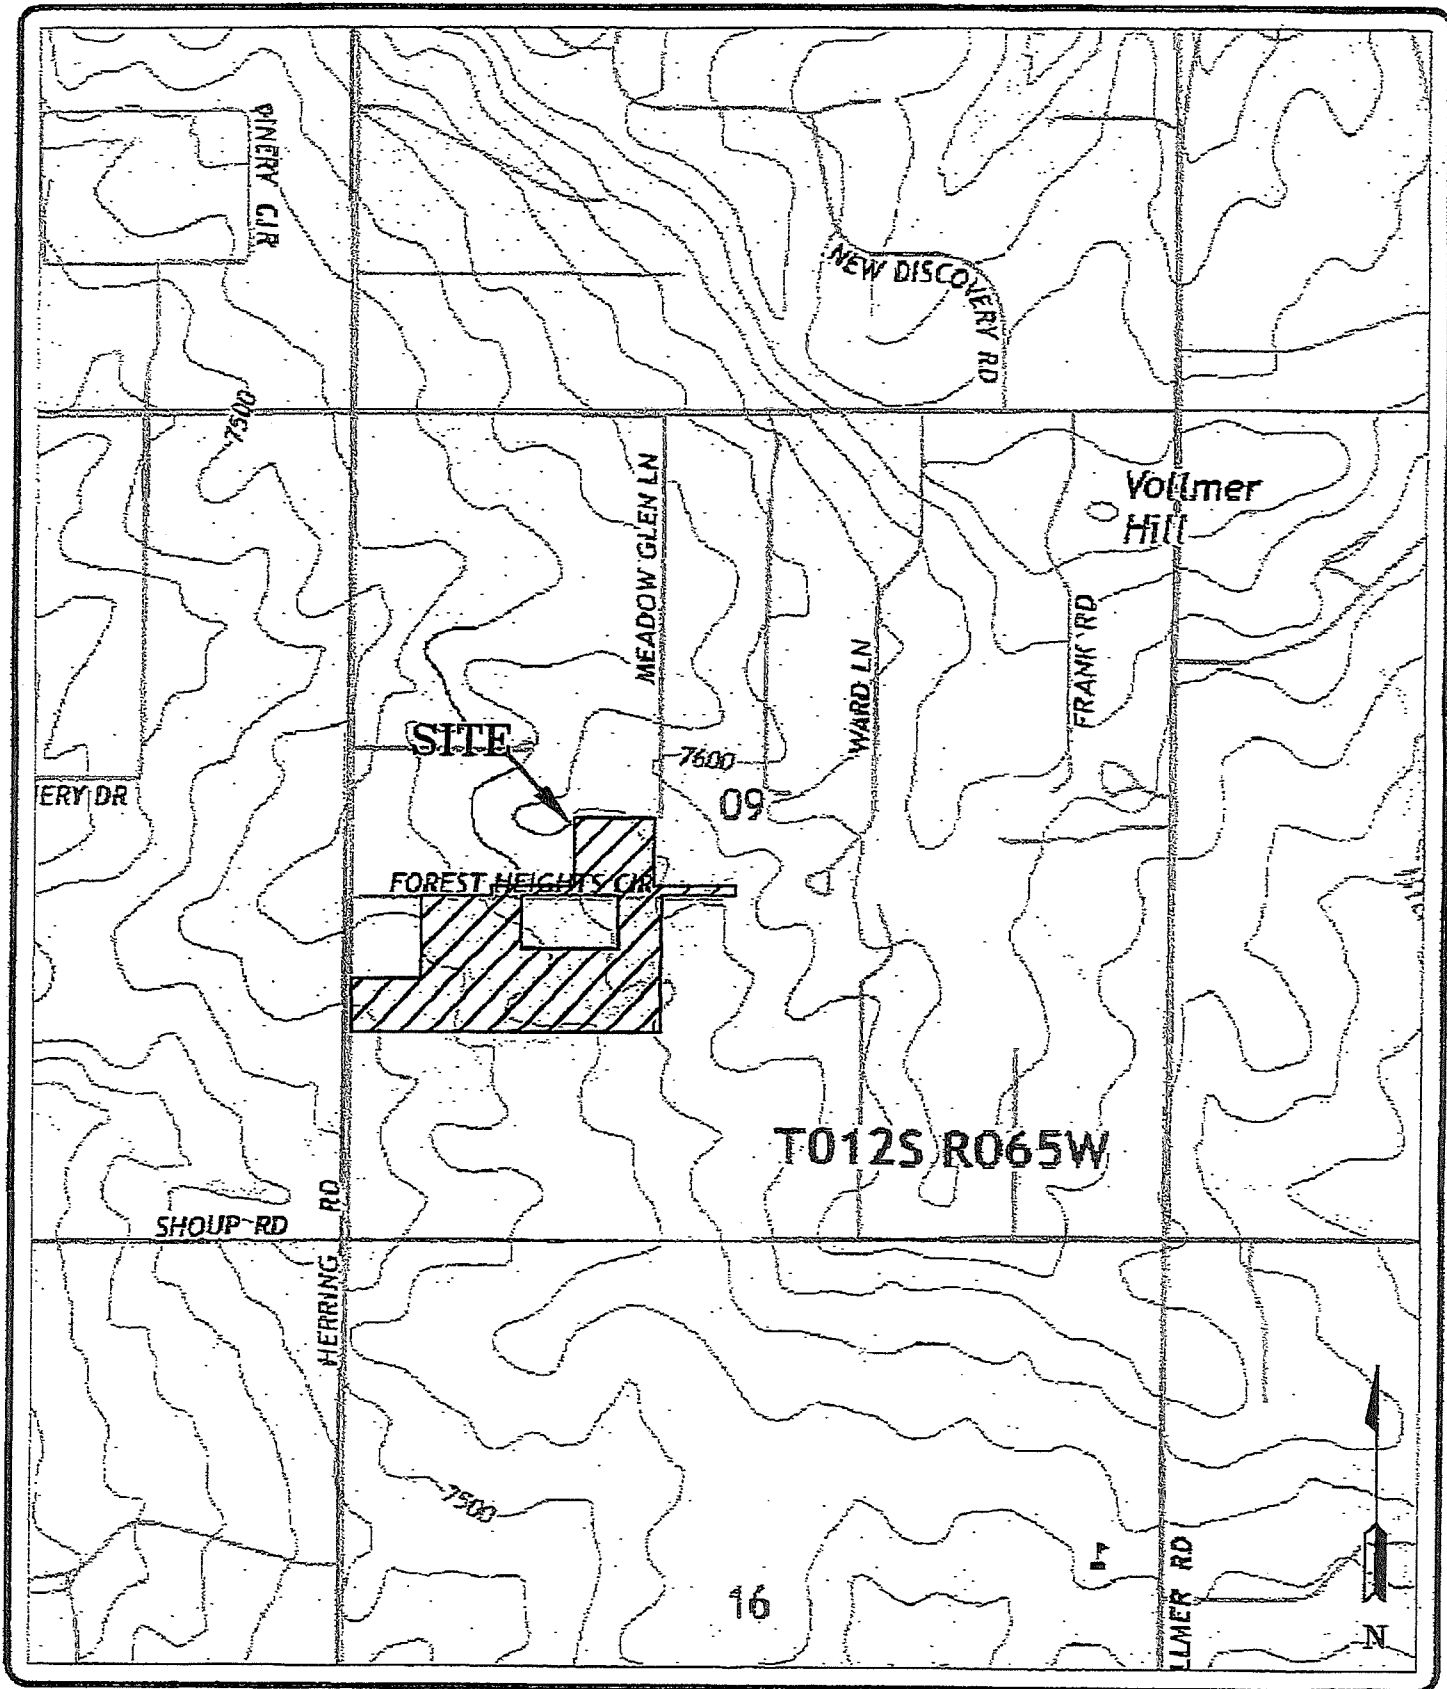 PINERY CIR
NEW DISCOVERY RD
7500
MEADOW GLEN LN
Vollmer
Hill
FRANK RD
WARD LN
SITE
7600
09
ERY DR
FOREST HEIGHTS CIR
T012S R065W
SHOUP RD
HERRING RD
7500
16
LLMER RD
N